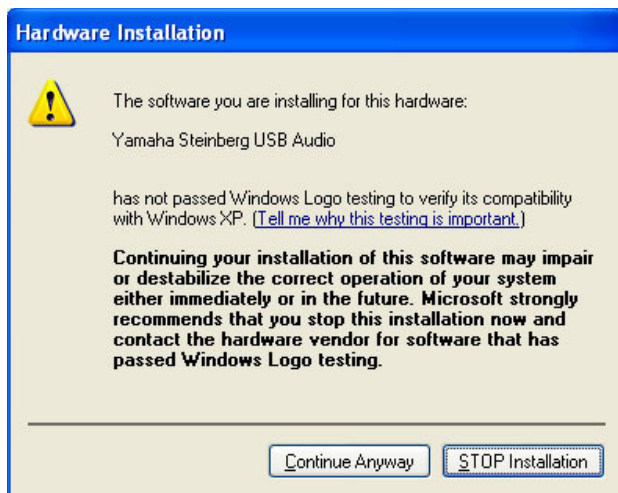 Hardware Installation
The software you are installing for this hardware:
Yamaha Steinberg USB Audio
has not passed Windows Logo testing to verify its compatibility
with Windows XP. (Tell me why this testing is important.)
Continuing your installation of this software may impair
or destabilize the correct operation of your system
either immediately or in the future. Microsoft strongly
recommends that you stop this installation now and
contact the hardware vendor for software that has
passed Windows Logo testing.
Continue Anyway
STOP Installation